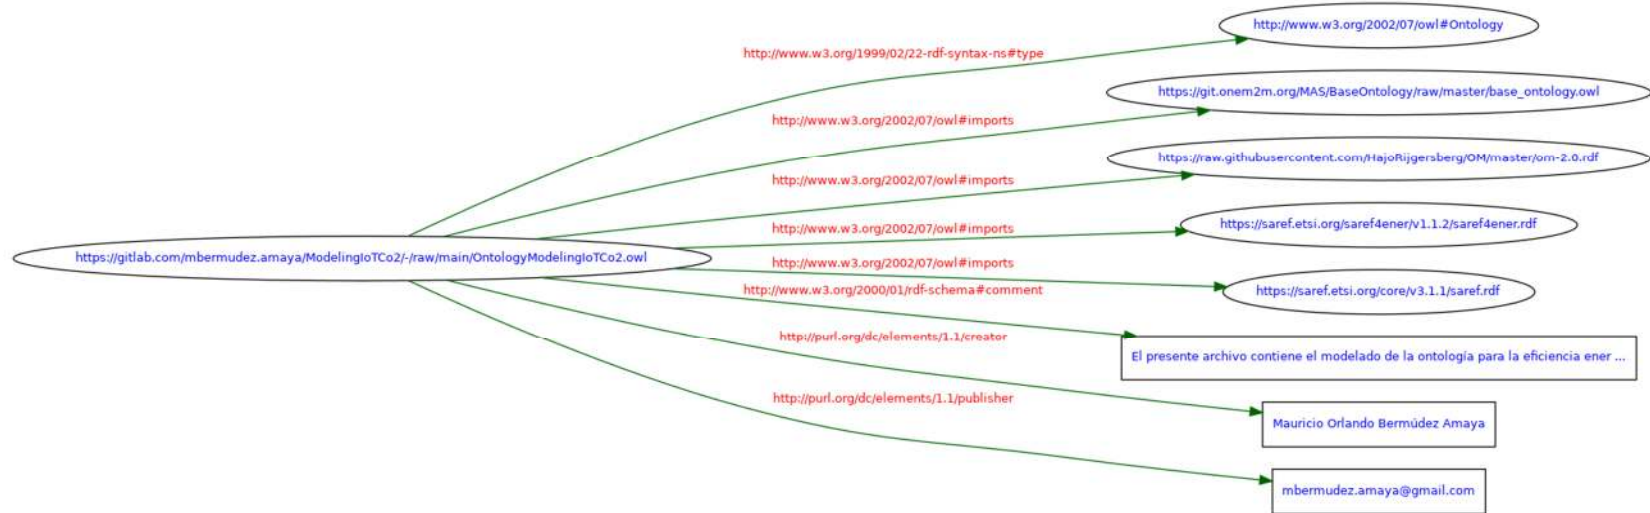 http://www.w3.org/2002/07/owl#Ontology
http://www.w3.org/1999/02/22-rdf-syntax-ns#type
https://git.onem2m.org/MAS/BaseOntology/raw/master/base_ontology.owl
http://www.w3.org/2002/07/owl#imports
https://raw.githubusercontent.com/HajoRijgersberg/OM/master/om-2.0.rdf
http://www.w3.org/2002/07/owl#imports
https://saref.etsi.org/saref4ener/v1.1.2/saref4ener.rdf
http://www.w3.org/2002/07/owl#imports
https://gitlab.com/mbermudez.amaya/ModelingIoTCo2/-/raw/main/OntologyModelingIoTCo2.owl
http://www.w3.org/2002/07/owl#imports
https://saref.etsi.org/core/v3.1.1/saref.rdf
http://www.w3.org/2000/01/rdf-schema#comment
El presente archivo contiene el modelado de la ontología para la eficiencia ener ...
http://purl.org/dc/elements/1.1/creator
Mauricio Orlando Bermúdez Amaya
http://purl.org/dc/elements/1.1/publisher
mbermudez.amaya@gmail.com